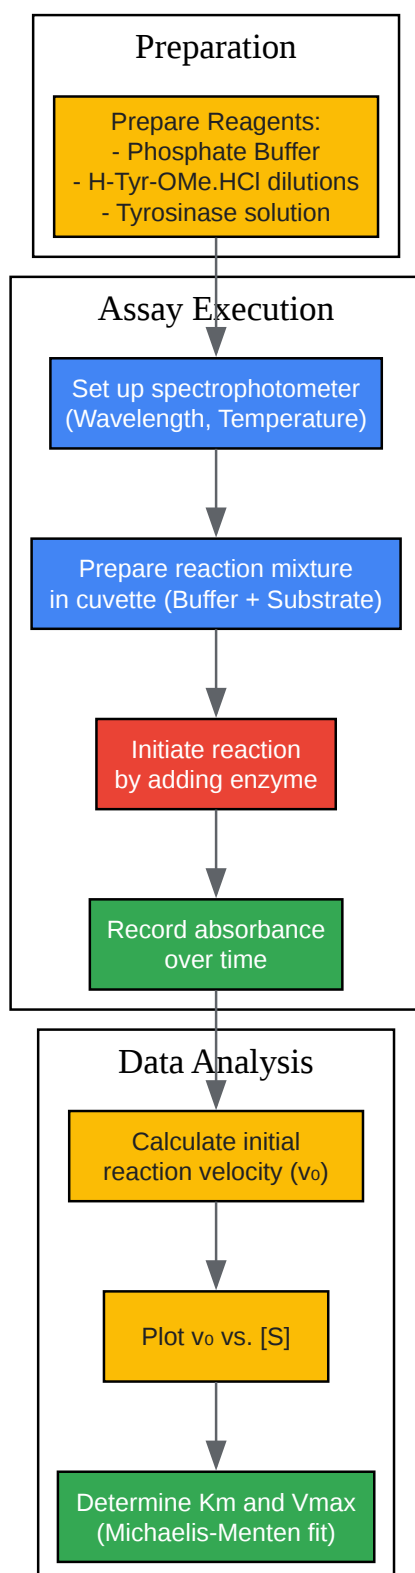 Preparation
Prepare Reagents:
- Phosphate Buffer
- H-Tyr-OMe.HCl dilutions
- Tyrosinase solution
Assay Execution
Set up spectrophotometer
(Wavelength, Temperature)
Prepare reaction mixture
in cuvette (Buffer + Substrate)
Initiate reaction
by adding enzyme
Record absorbance
over time
Data Analysis
Calculate initial
reaction velocity (v₀)
Plot v₀ vs. [S]
Determine Km and Vmax
(Michaelis-Menten fit)